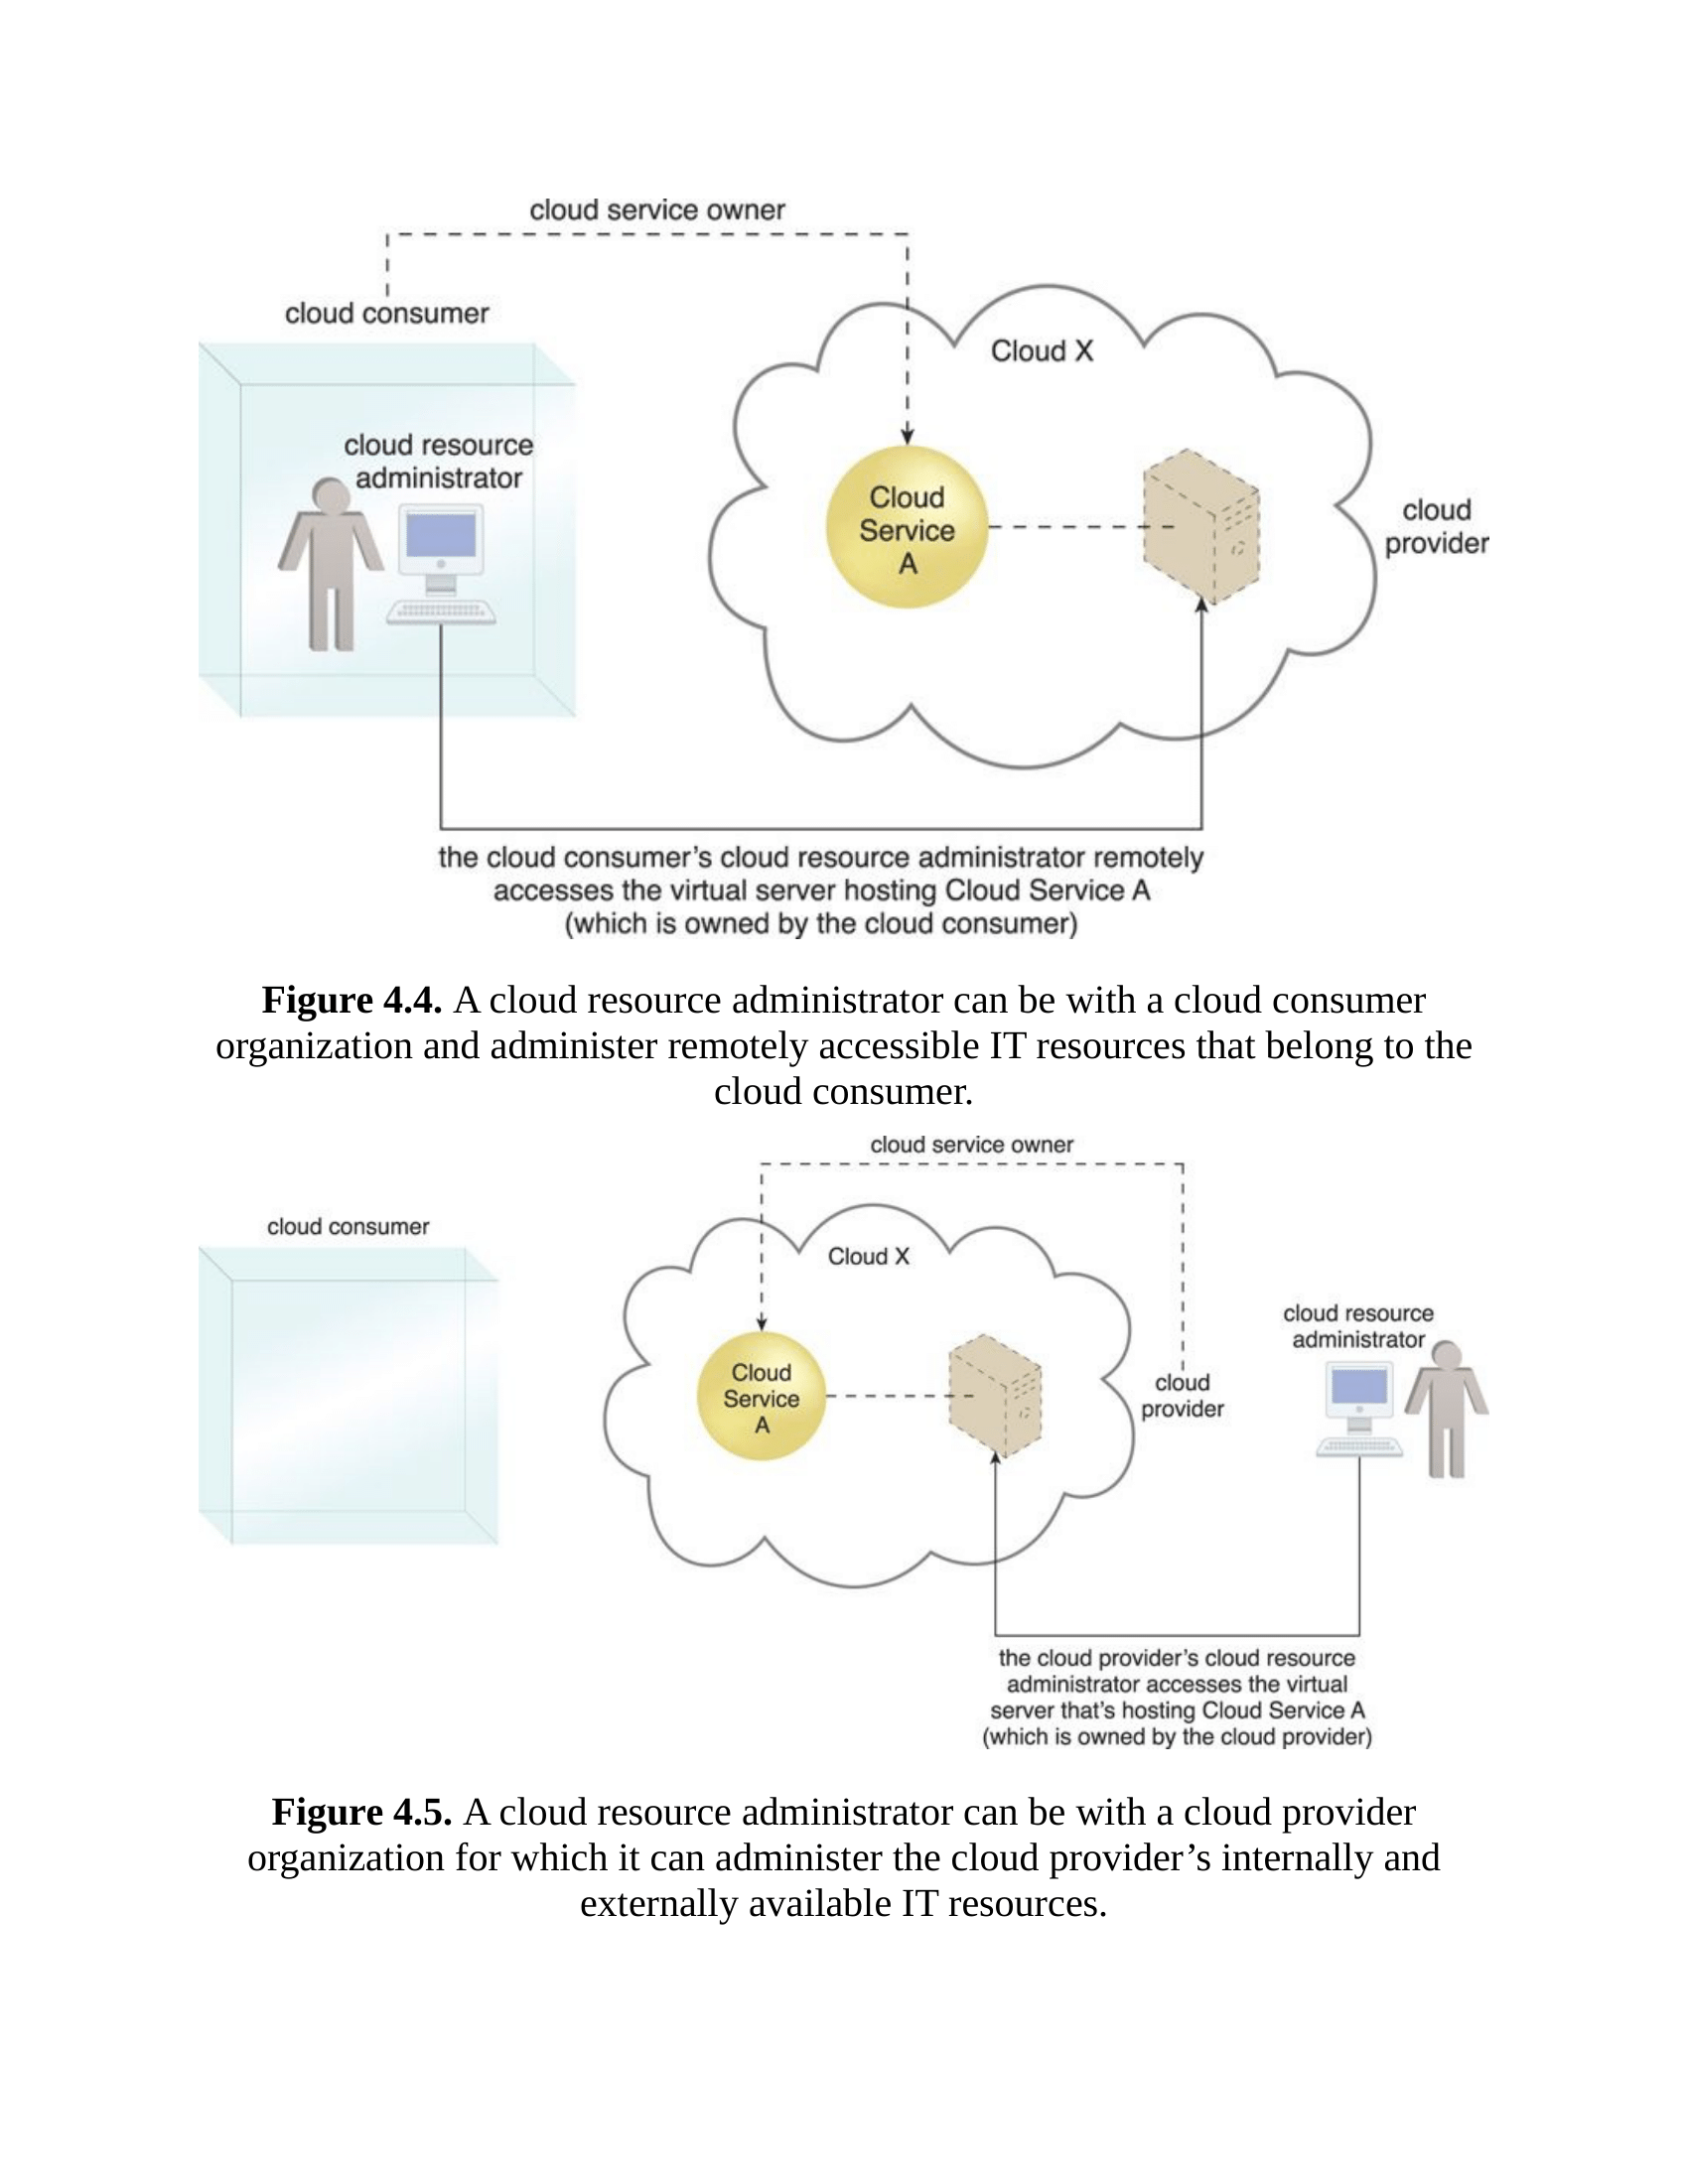 cloud service owner
cloud consumer
Cloud X
cloud resource
administrator
Cloud
Service
A
cloud
provider
the cloud consumer’s cloud resource administrator remotely
accesses the virtual server hosting Cloud Service A
(which is owned by the cloud consumer)
Figure 4.4. A cloud resource administrator can be with a cloud consumer
organization and administer remotely accessible IT resources that belong to the
cloud consumer.
cloud service owner
cloud consumer
Cloud X
cloud resource
administrator
Cloud
Service
A
cloud
provider
the cloud provider’s cloud resource
administrator accesses the virtual
server that’s hosting Cloud Service A
(which is owned by the cloud provider)
Figure 4.5. A cloud resource administrator can be with a cloud provider
organization for which it can administer the cloud provider’s internally and
externally available IT resources.